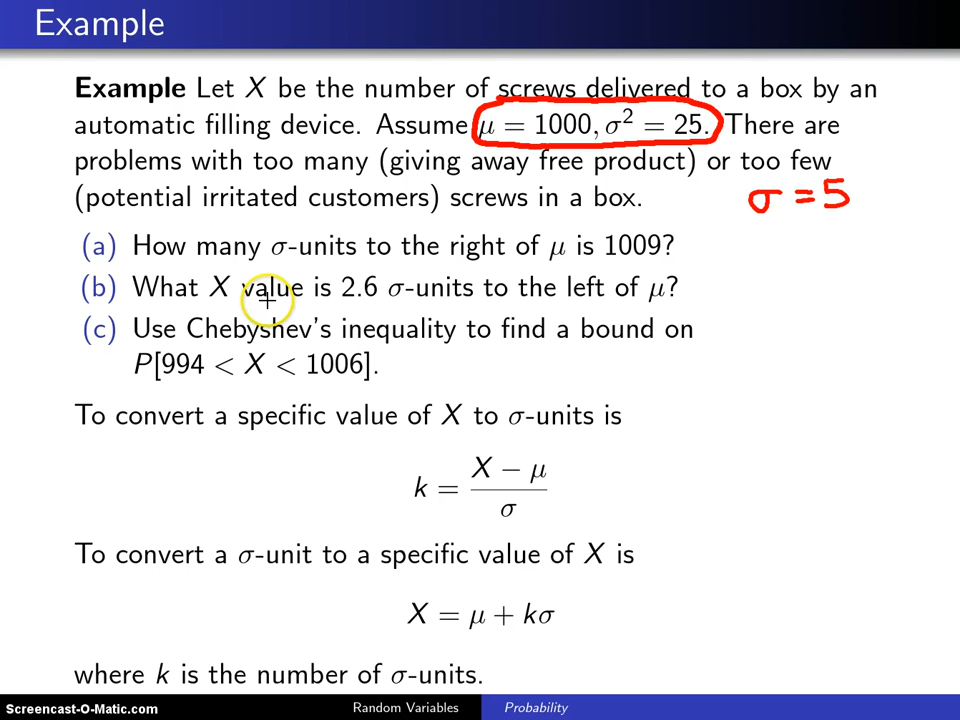 Example
Example Let X be the number of screws delivered to a box by an
automatic filling device. Assume μ = 1000, σ² = 25. There are
problems with too many (giving away free product) or too few
(potential irritated customers) screws in a box.
σ = 5
(a) How many σ-units to the right of μ is 1009?
(b) What X value is 2.6 σ-units to the left of μ?
(c) Use Chebyshev's inequality to find a bound on
P[994 < X < 1006].
To convert a specific value of X to σ-units is
k = (X − μ) / σ
To convert a σ-unit to a specific value of X is
X = μ + kσ
where k is the number of σ-units.
Screencast-O-Matic.com Random Variables Probability